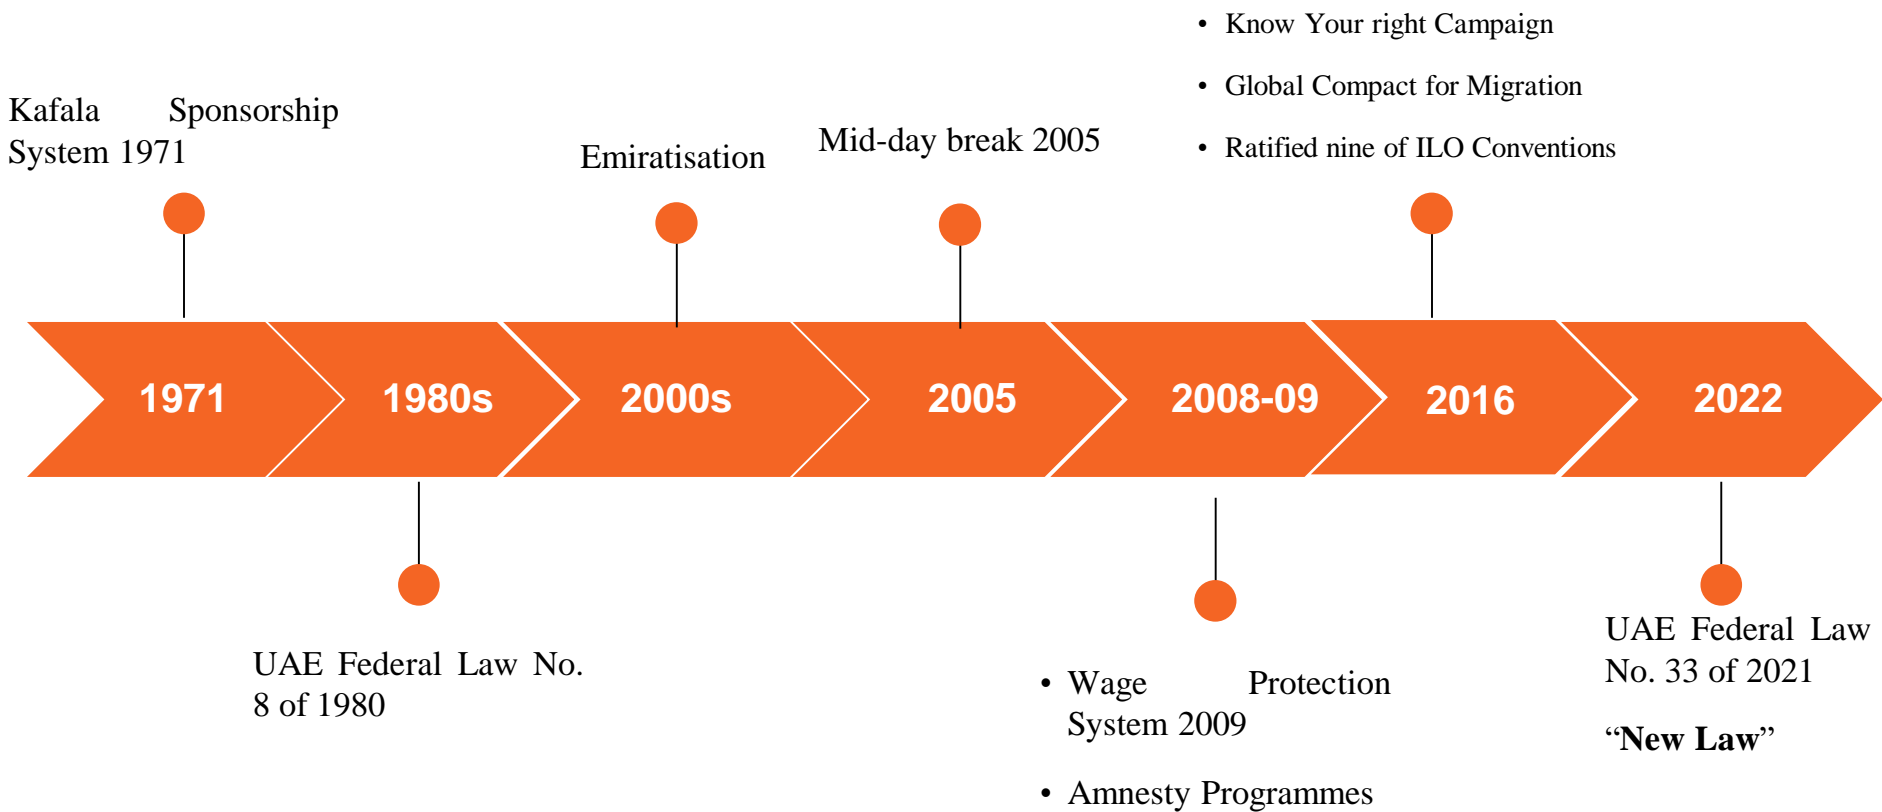 • Know Your right Campaign
• Global Compact for Migration
• Ratified nine of ILO Conventions
Kafala Sponsorship
System 1971
Emiratisation
Mid-day break 2005
1971
1980s
2000s
2005
2008-09
2016
2022
UAE Federal Law No.
8 of 1980
• Wage Protection
System 2009
• Amnesty Programmes
UAE Federal Law
No. 33 of 2021
“New Law”